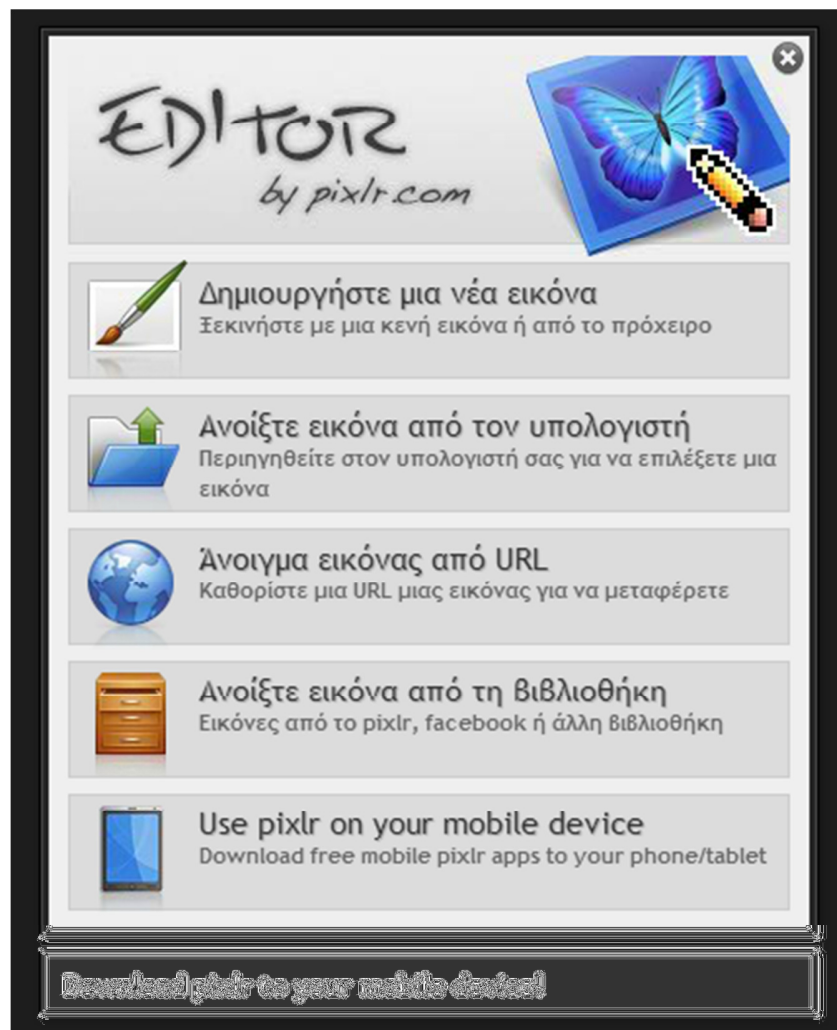 EDITOR
by pixlr.com
Δημιουργήστε μια νέα εικόνα
Ξεκινήστε με μια κενή εικόνα ή από το πρόχειρο
Ανοίξτε εικόνα από τον υπολογιστή
Περιηγηθείτε στον υπολογιστή σας για να επιλέξετε μια
εικόνα
Άνοιγμα εικόνας από URL
Καθορίστε μια URL μιας εικόνας για να μεταφέρετε
Ανοίξτε εικόνα από τη βιβλιοθήκη
Εικόνες από το pixlr, facebook ή άλλη βιβλιοθήκη
Use pixlr on your mobile device
Download free mobile pixlr apps to your phone/tablet
Download pixlr to your mobile device!